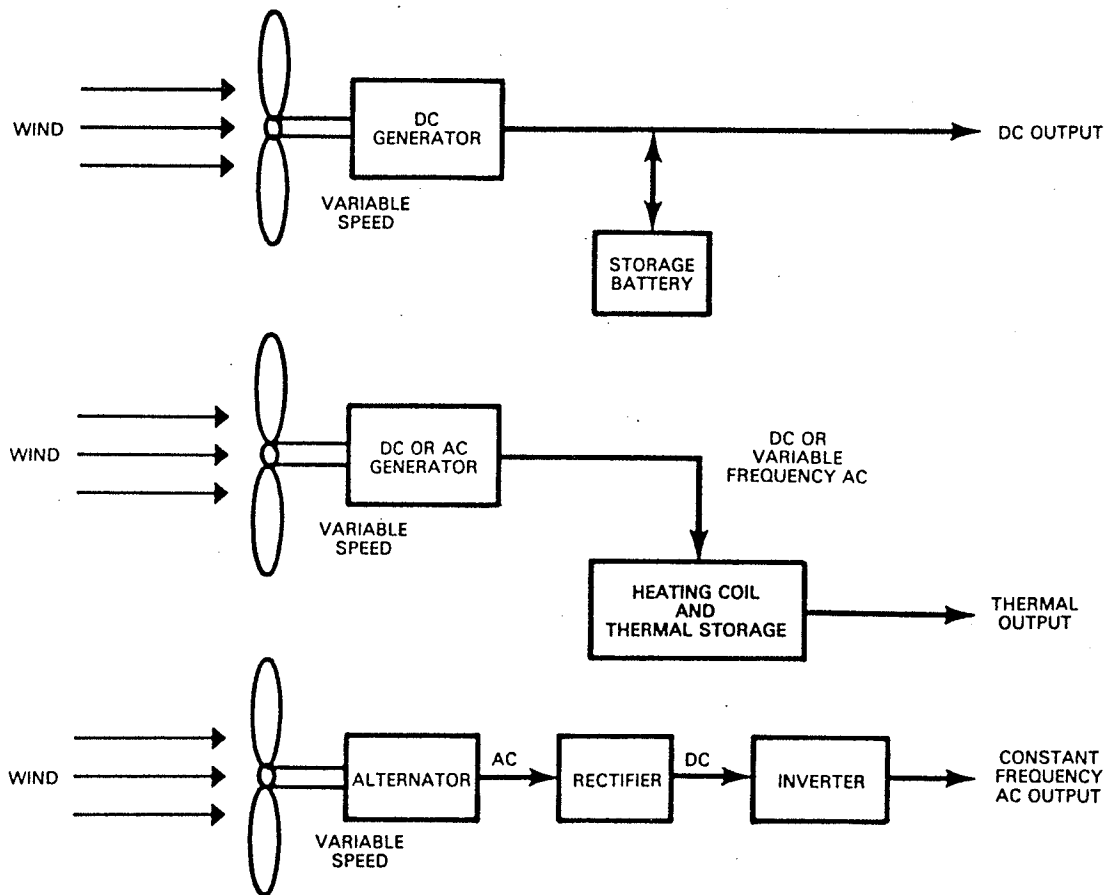 WIND
DC
GENERATOR
DC OUTPUT
VARIABLE
SPEED
STORAGE
BATTERY
WIND
DC OR AC
GENERATOR
DC OR
VARIABLE
FREQUENCY AC
VARIABLE
SPEED
HEATING COIL
AND
THERMAL STORAGE
THERMAL
OUTPUT
WIND
ALTERNATOR
AC
RECTIFIER
DC
INVERTER
CONSTANT
FREQUENCY
AC OUTPUT
VARIABLE
SPEED